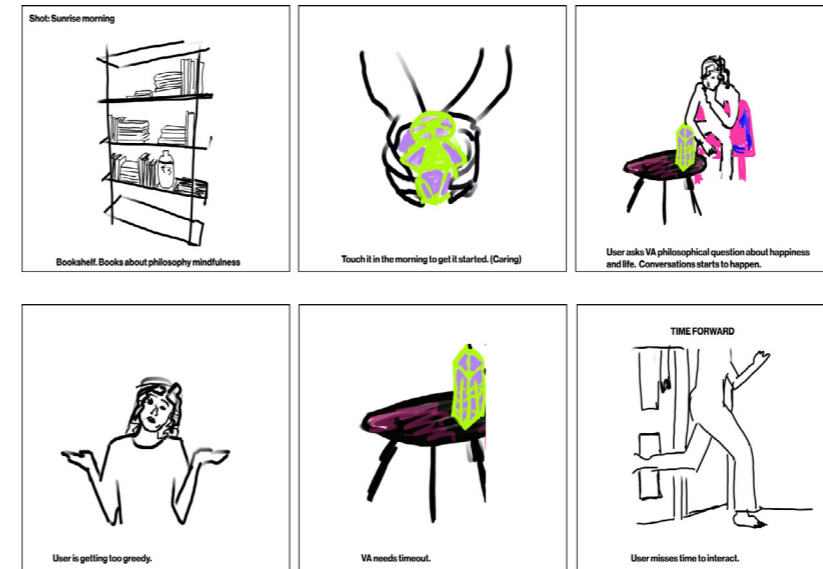 Shot: Sunrise morning
Bookshelf. Books about philosophy mindfulness
Touch it in the morning to get it started. (Caring)
User asks VA philosophical question about happiness
and life. Conversations starts to happen.
User is getting too greedy.
VA needs timeout.
TIME FORWARD
User misses time to interact.